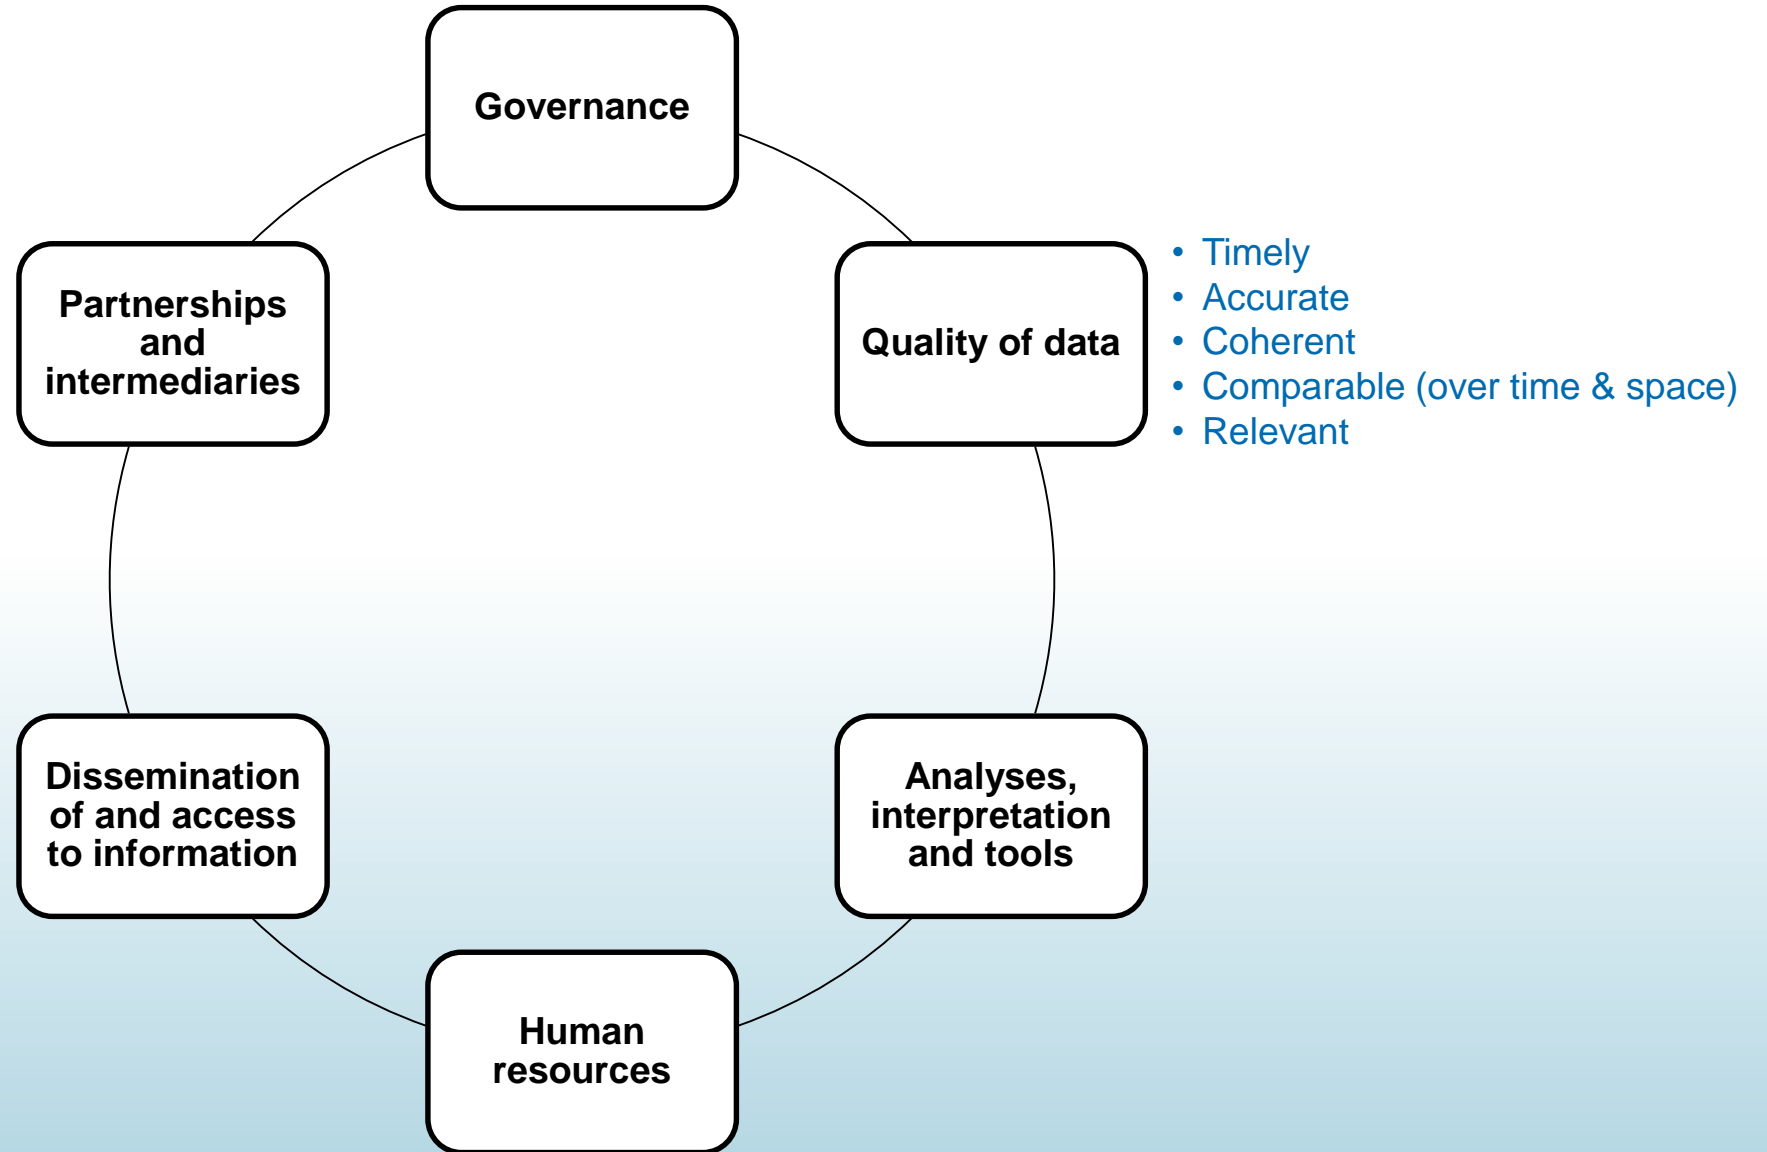 Governance
Partnerships
and
intermediaries
Quality of data
• Timely
• Accurate
• Coherent
• Comparable (over time & space)
• Relevant
Dissemination
of and access
to information
Analyses,
interpretation
and tools
Human
resources